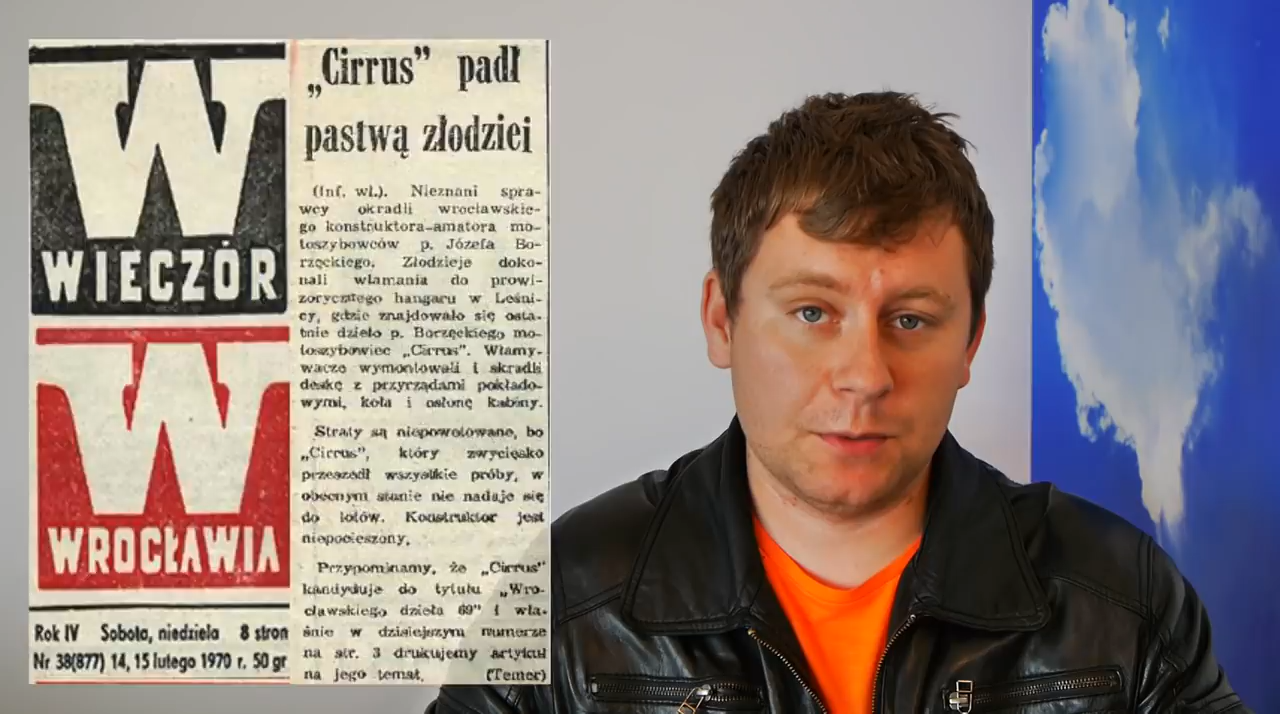 WIECZÓR
WROCŁAWIA
Rok IV Sobota, niedziela 8 stron
Nr 38(877) 14, 15 lutego 1970 r. 50 gr
„Cirrus” padł
pastwą złodziei
(Inf. wł.). Nieznani spra-
wcy okradli wrocławskie-
go konstruktora-amatora mo-
toszybowców p. Józefa Bo-
rzęckiego. Złodzieje doko-
nali włamania do prowi-
zorycznego hangaru w Leśni-
cy, gdzie znajdowało się osta-
tnie dzieło p. Borzęckiego mo-
toszybowiec „Cirrus”. Włamy-
wacze wymontowali i skradli
deskę z przyrządami pokłado-
wymi, koła i osłonę kabiny.
Straty są niepowetowane, bo
„Cirrus”, który zwycięsko
przeszedł wszystkie próby, w
obecnym stanie nie nadaje się
do lotów. Konstruktor jest
niepocieszony.
Przypominamy, że „Cirrus”
kandyduje do tytułu „Wro-
cławskiego dzieła 69” i wła-
śnie w dzisiejszym numerze
na str. 3 drukujemy artykuł
na jego temat. (Temer)